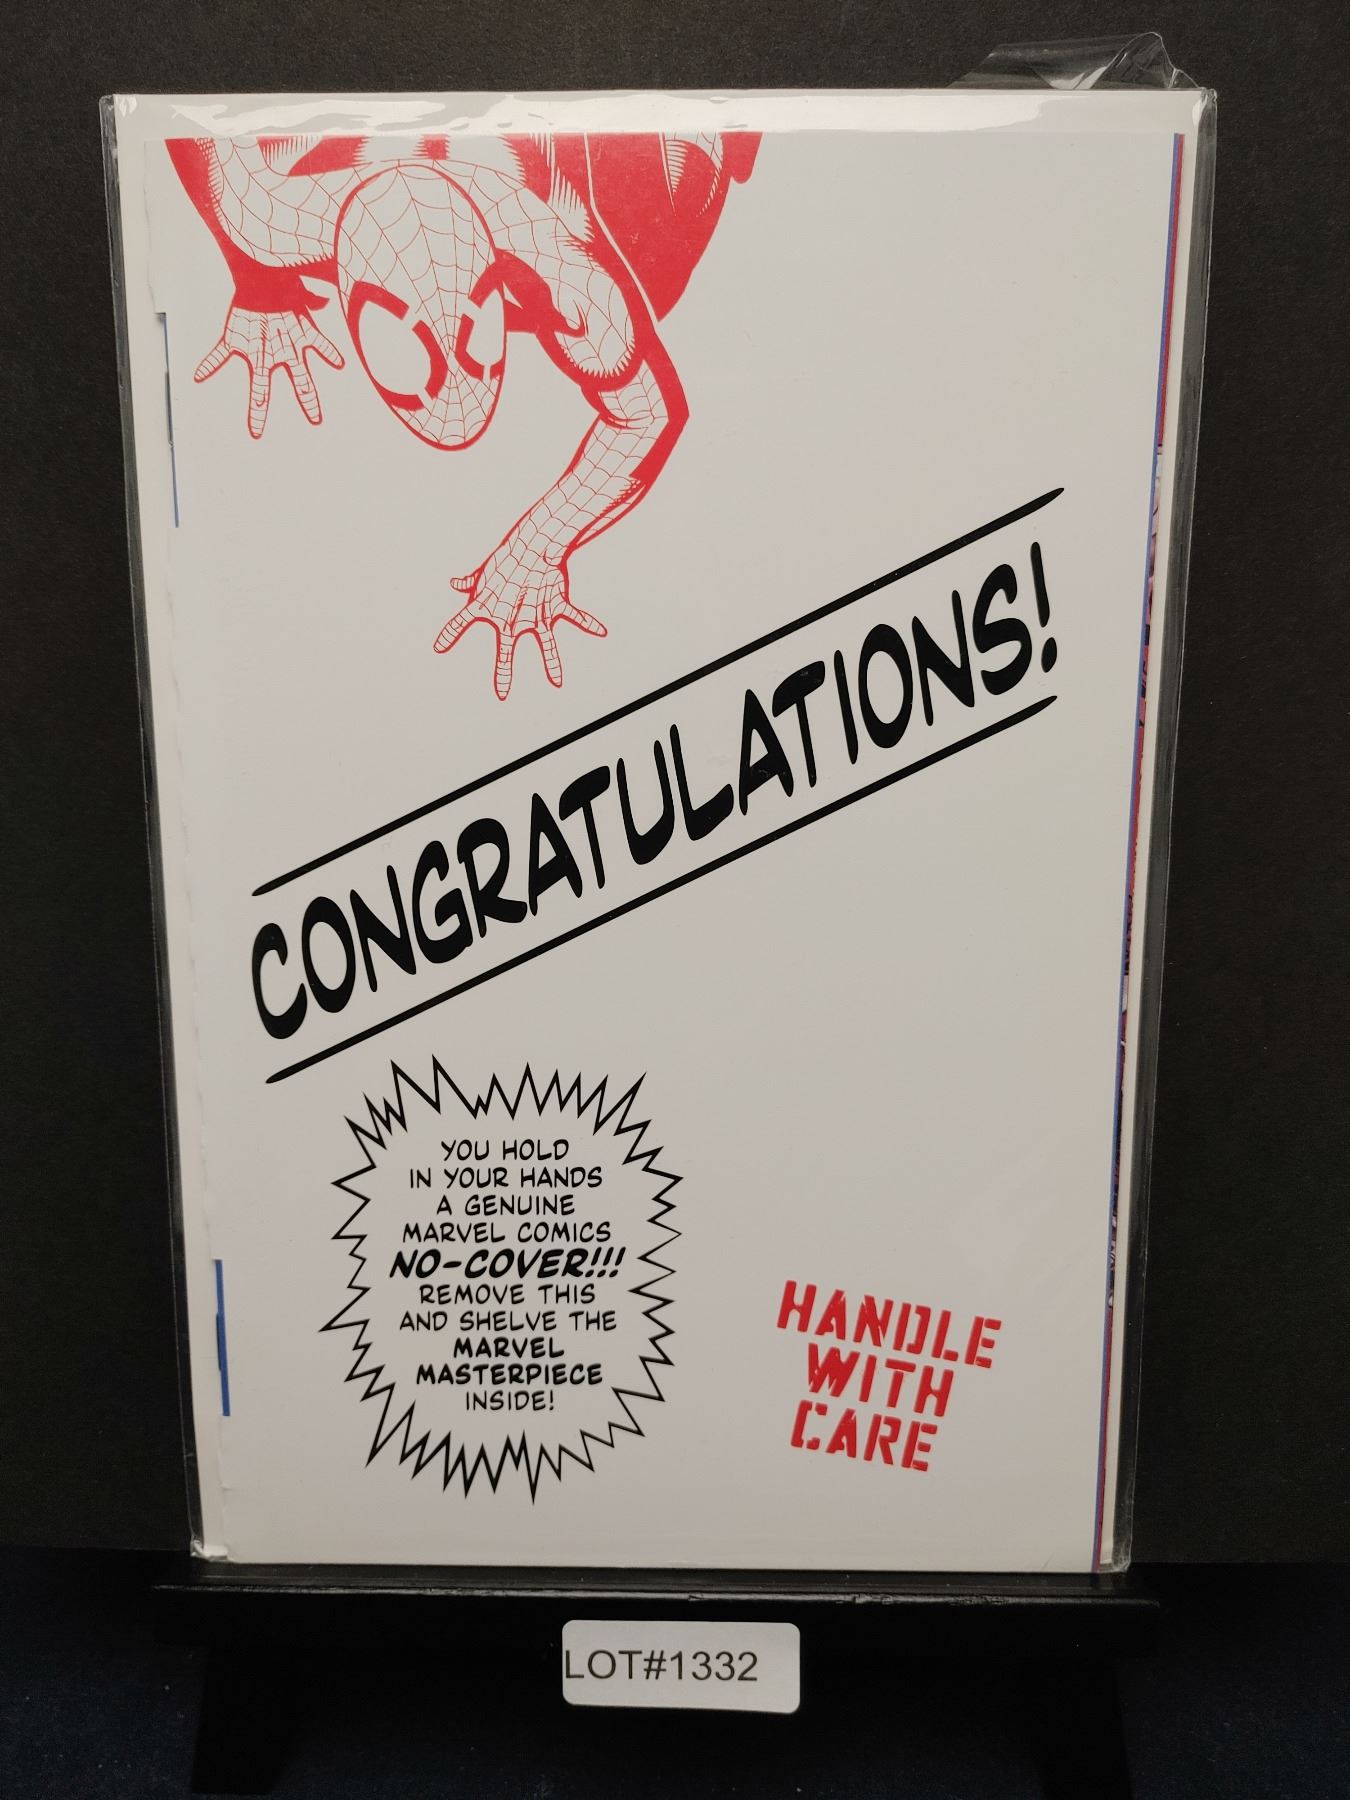 CONGRATULATIONS!
YOU HOLD
IN YOUR HANDS
A GENUINE
MARVEL COMICS
NO-COVER!!!
REMOVE THIS
AND SHELVE THE
MARVEL
MASTERPIECE
INSIDE!
HANDLE
WITH
CARE
LOT#1332